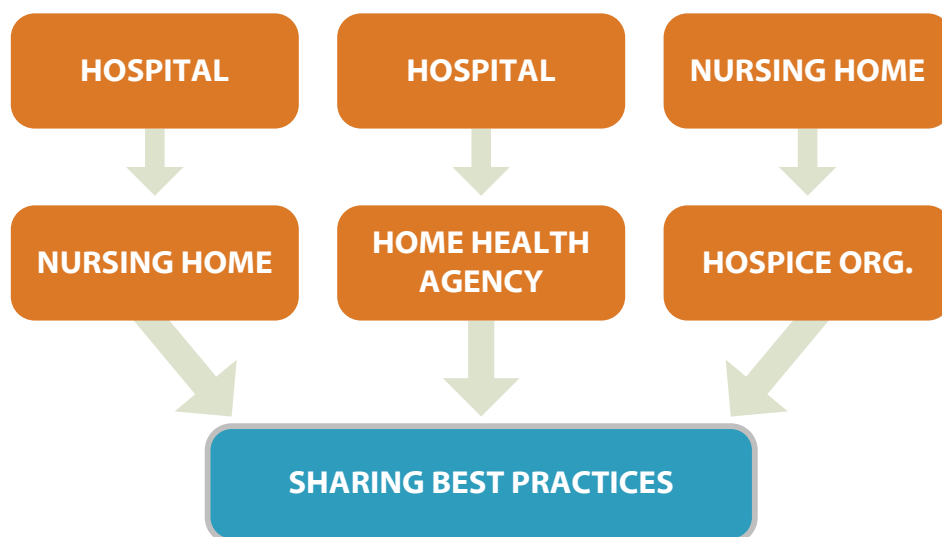 HOSPITAL
HOSPITAL
NURSING HOME
NURSING HOME
HOME HEALTH
AGENCY
HOSPICE ORG.
SHARING BEST PRACTICES